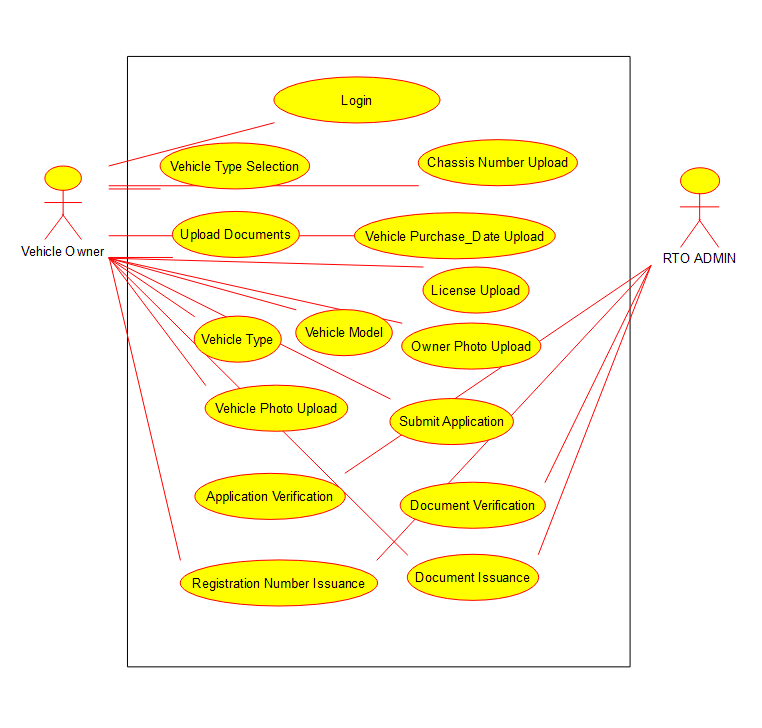 Login
Vehicle Type Selection
Chassis Number Upload
Vehicle Owner
Upload Documents
Vehicle Purchase_Date Upload
RTO ADMIN
License Upload
Vehicle Type
Vehicle Model
Owner Photo Upload
Vehicle Photo Upload
Submit Application
Application Verification
Document Verification
Registration Number Issuance
Document Issuance